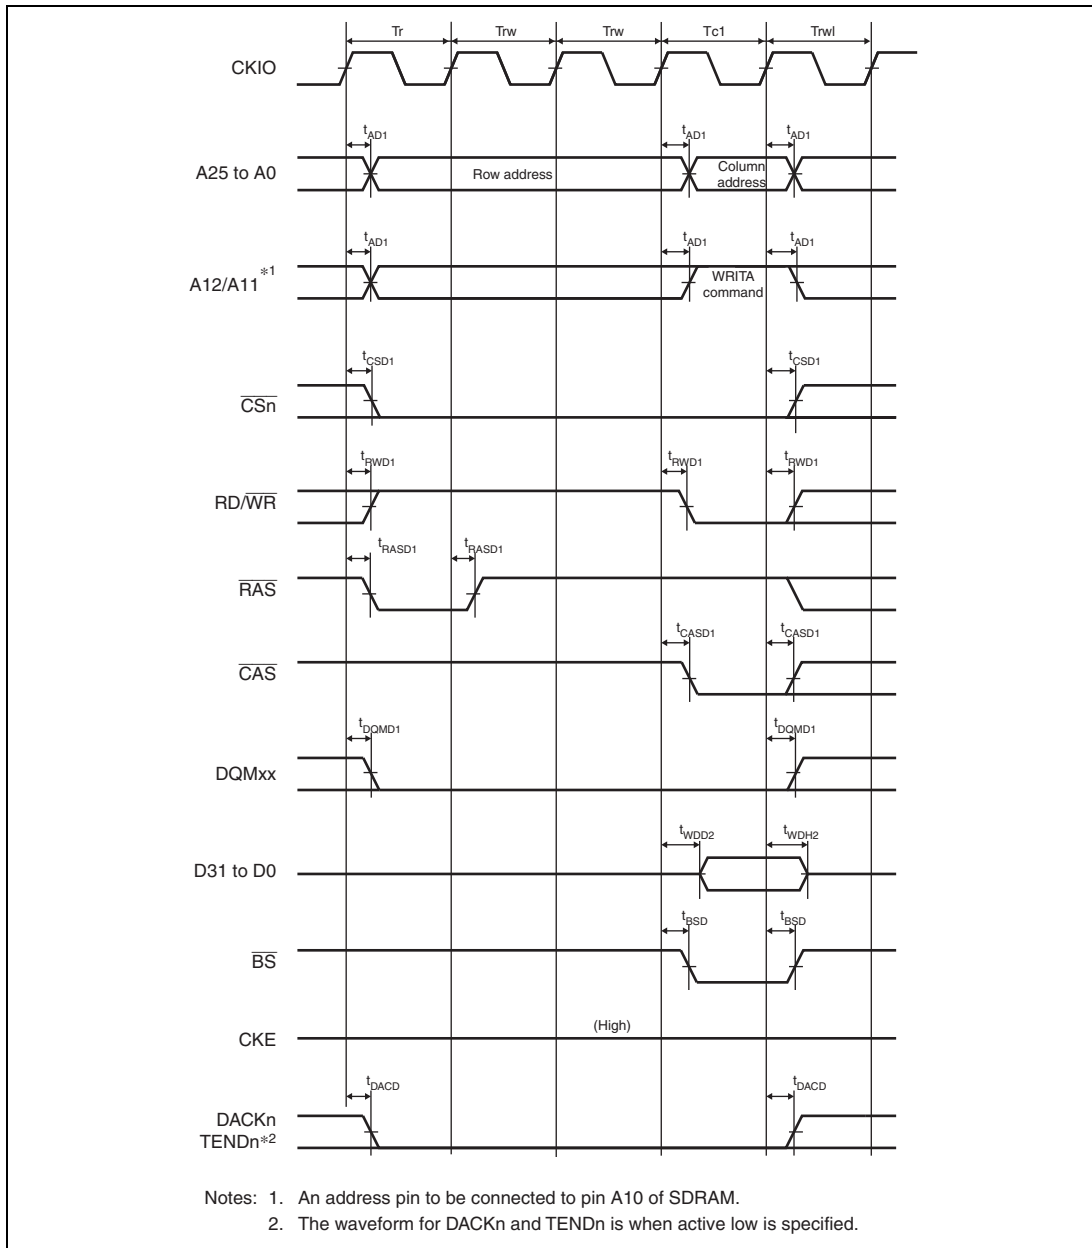 Tr Trw Trw Tc1 Trwl
CKIO
tAD1 tAD1 tAD1
A25 to A0 Row address Column
address
tAD1 tAD1 tAD1
A12/A11*1 WRITA
command
tCSD1 tCSD1
CSn
tRWD1 tRWD1 tRWD1
RD/WR
tRASD1 tRASD1
RAS
tCASD1 tCASD1
CAS
tDQMD1 tDQMD1
DQMxx
tWDD2 tWDH2
D31 to D0
tBSD tBSD
BS
(High)
CKE
tDACD tDACD
DACKn
TENDn*2
Notes: 1. An address pin to be connected to pin A10 of SDRAM.
2. The waveform for DACKn and TENDn is when active low is specified.